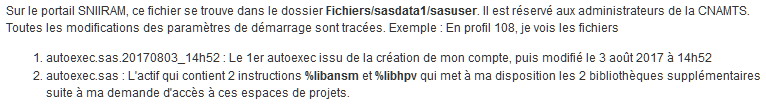 Sur le portail SNIIRAM, ce fichier se trouve dans le dossier Fichiers/sasdata1/sasuser. Il est réservé aux administrateurs de la CNAMTS.
Toutes les modifications des paramètres de démarrage sont tracées. Exemple : En profil 108, je vois les fichiers
1. autoexec.sas.20170803_14h52 : Le 1er autoexec issu de la création de mon compte, puis modifié le 3 août 2017 à 14h52
2. autoexec.sas : L'actif qui contient 2 instructions %libansm et %libhpv qui met à ma disposition les 2 bibliothèques supplémentaires
suite à ma demande d'accès à ces espaces de projets.